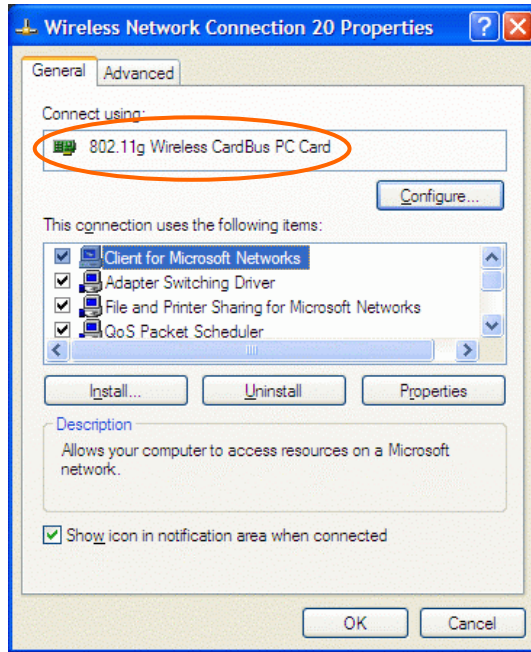 Wireless Network Connection 20 Properties
General Advanced
Connect using:
802.11g Wireless CardBus PC Card
Configure...
This connection uses the following items:
Client for Microsoft Networks
Adapter Switching Driver
File and Printer Sharing for Microsoft Networks
QoS Packet Scheduler
Install... Uninstall Properties
Description
Allows your computer to access resources on a Microsoft
network.
Show icon in notification area when connected
OK Cancel